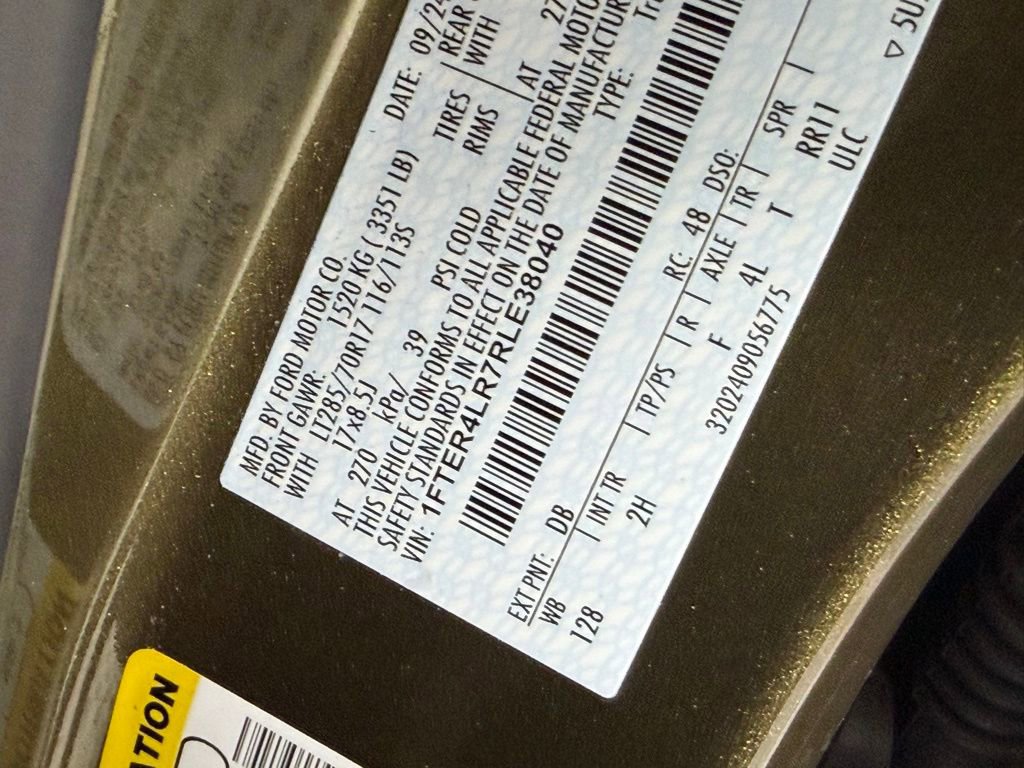 MFD. BY FORD MOTOR CO.
DATE: 09/24
FRONT GAWR: 1520 KG ( 3351 LB)
REAR
WITH LT285/70R17 116/113S TIRES
WITH
17X8.5J RIMS
AT 270 kPa/ 39 PSI COLD
AT 27
THIS VEHICLE CONFORMS TO ALL APPLICABLE FEDERAL MOTO
SAFETY STANDARDS IN EFFECT ON THE DATE OF MANUFACTUR
VIN: 1FTER4LR7RLE38040
TYPE:
EXT PNT: DB RC: 48 DSO:
WB | INT TR | TP/PS | R | AXLE | TR | SPR |
128 2H F 4L T RR11
ULC
3202409056775
▽ 5U
ATION